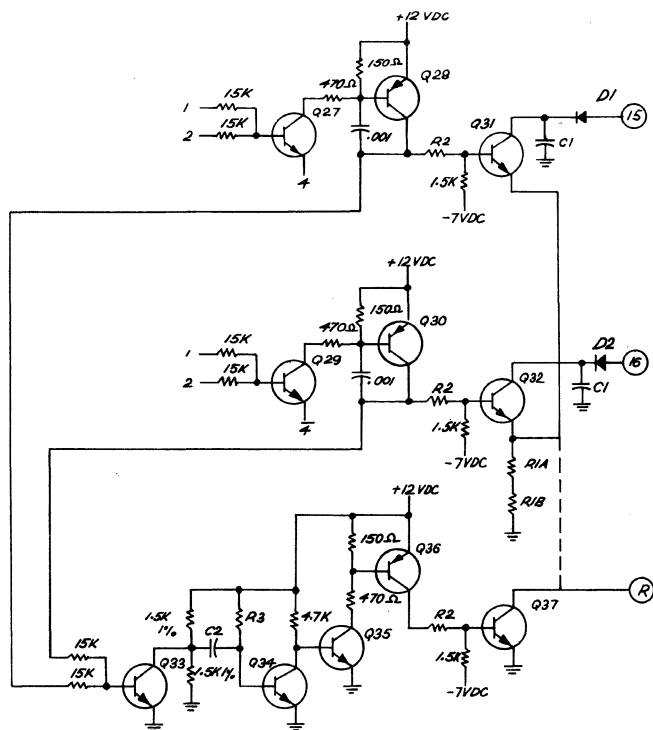 +12 VDC
150Ω
Q28
470Ω
15K
1
Q27
15K
2
.001
4
D1
15
Q31
C1
R2
1.5K
-7VDC
+12 VDC
150Ω
Q30
470Ω
15K
1
Q29
15K
2
.001
4
D2
16
Q32
C1
R2
1.5K
-7VDC
R1A
R1B
+12 VDC
150Ω
Q36
470Ω
1.5K
1%
C2
R3
4.7K
Q35
R2
Q37
R
15K
15K
Q33
1.5K 1%
Q34
1.5K
-7VDC